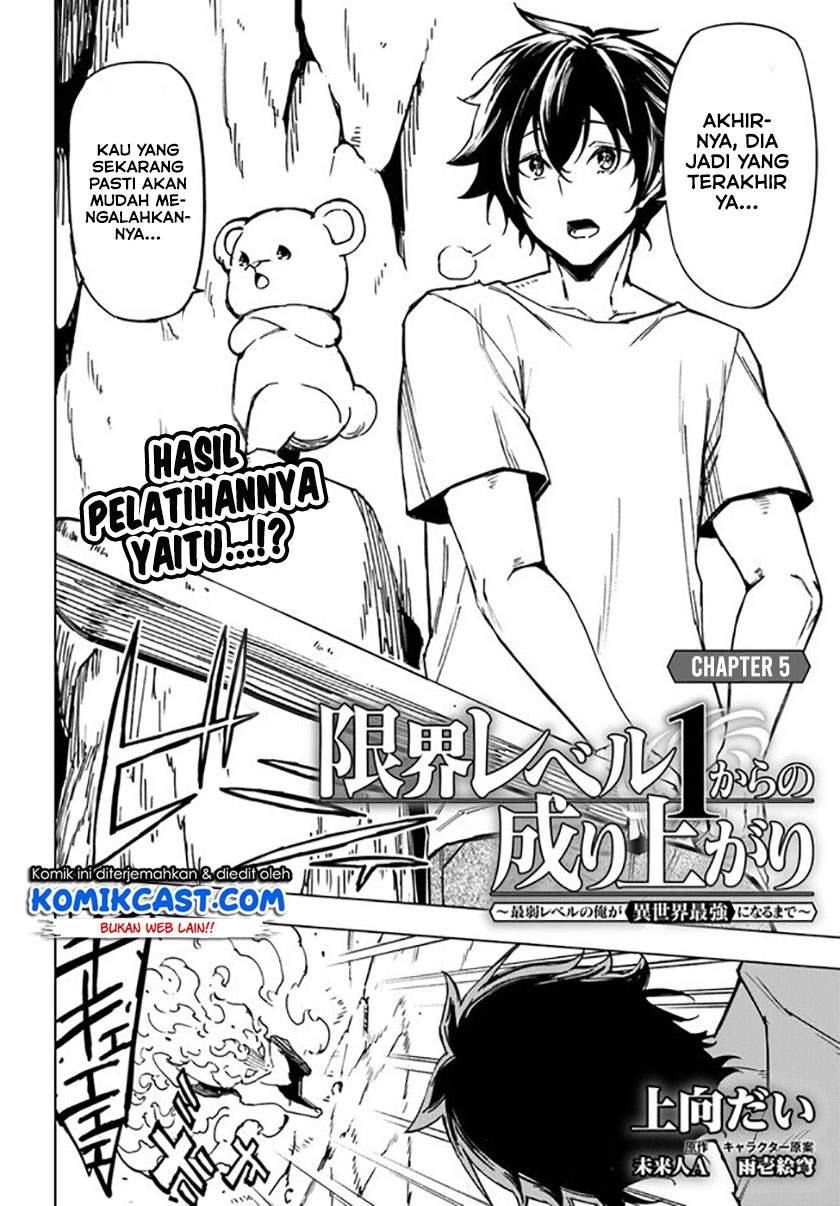 AKHIR-
NYA, DIA
JADI YANG
TERAKHIR
YA...
KAU YANG
SEKARANG
PASTI AKAN
MUDAH ME-
NGALAHKAN-
NYA...
HASIL
PELATIHANNYA
YAITU...!?
CHAPTER 5
限界レベル1からの
成り上がり
～最弱レベルの俺が異世界最強になるまで～
Komik ini diterjemahkan & diedit oleh
KOMIKCAST.COM
BUKAN WEB LAIN!!
上向だい
原作 キャラクター原案
未来人A 雨壱絵穹